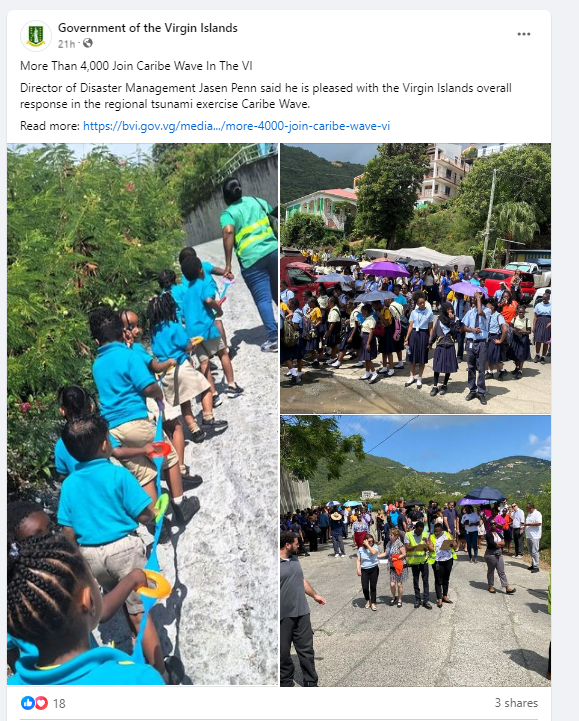 Government of the Virgin Islands
21h ·
More Than 4,000 Join Caribe Wave In The VI
Director of Disaster Management Jasen Penn said he is pleased with the Virgin Islands overall
response in the regional tsunami exercise Caribe Wave.
Read more: https://bvi.gov.vg/media.../more-4000-join-caribe-wave-vi
18
3 shares